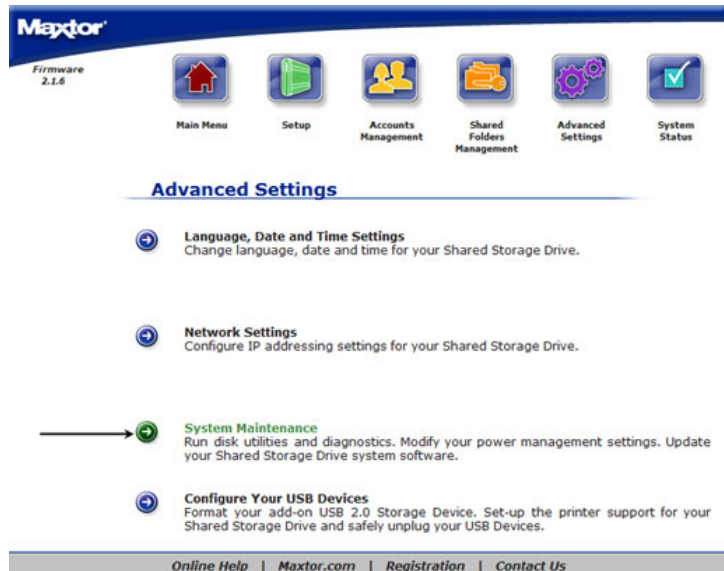 Maxtor
Firmware
2.1.6
Main Menu
Setup
Accounts
Management
Shared
Folders
Management
Advanced
Settings
System
Status
Advanced Settings
Language, Date and Time Settings
Change language, date and time for your Shared Storage Drive.
Network Settings
Configure IP addressing settings for your Shared Storage Drive.
System Maintenance
Run disk utilities and diagnostics. Modify your power management settings. Update
your Shared Storage Drive system software.
Configure Your USB Devices
Format your add-on USB 2.0 Storage Device. Set-up the printer support for your
Shared Storage Drive and safely unplug your USB Devices.
Online Help | Maxtor.com | Registration | Contact Us